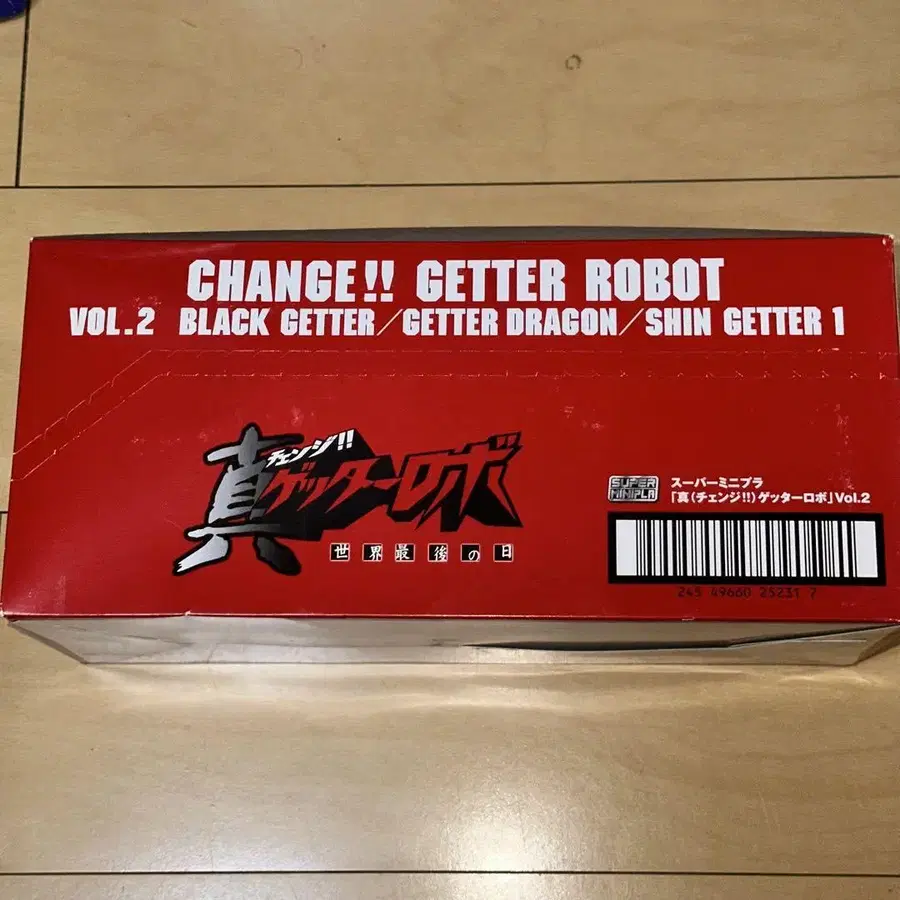 CHANGE!! GETTER ROBOT
VOL.2 BLACK GETTER/GETTER DRAGON/SHIN GETTER 1
真 チェンジ!!
ゲッターロボ
世界最後の日
SUPER MINIPLA
スーパーミニプラ
「真(チェンジ!!)ゲッターロボ」Vol.2
245 49660 25231 7